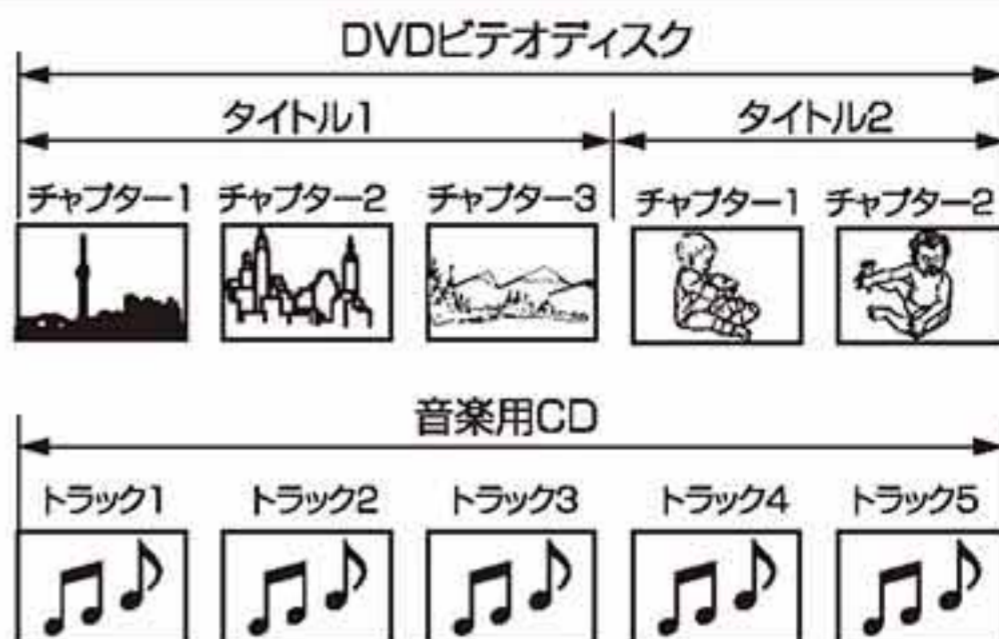 DVDビデオディスク
タイトル1 タイトル2
チャプター1 チャプター2 チャプター3 チャプター1 チャプター2
音楽用CD
トラック1 トラック2 トラック3 トラック4 トラック5